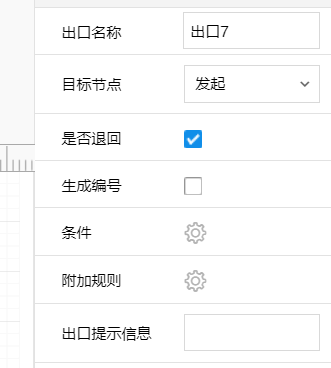 出口名称 出口7
目标节点 发起
是否退回
生成编号
条件
附加规则
出口提示信息